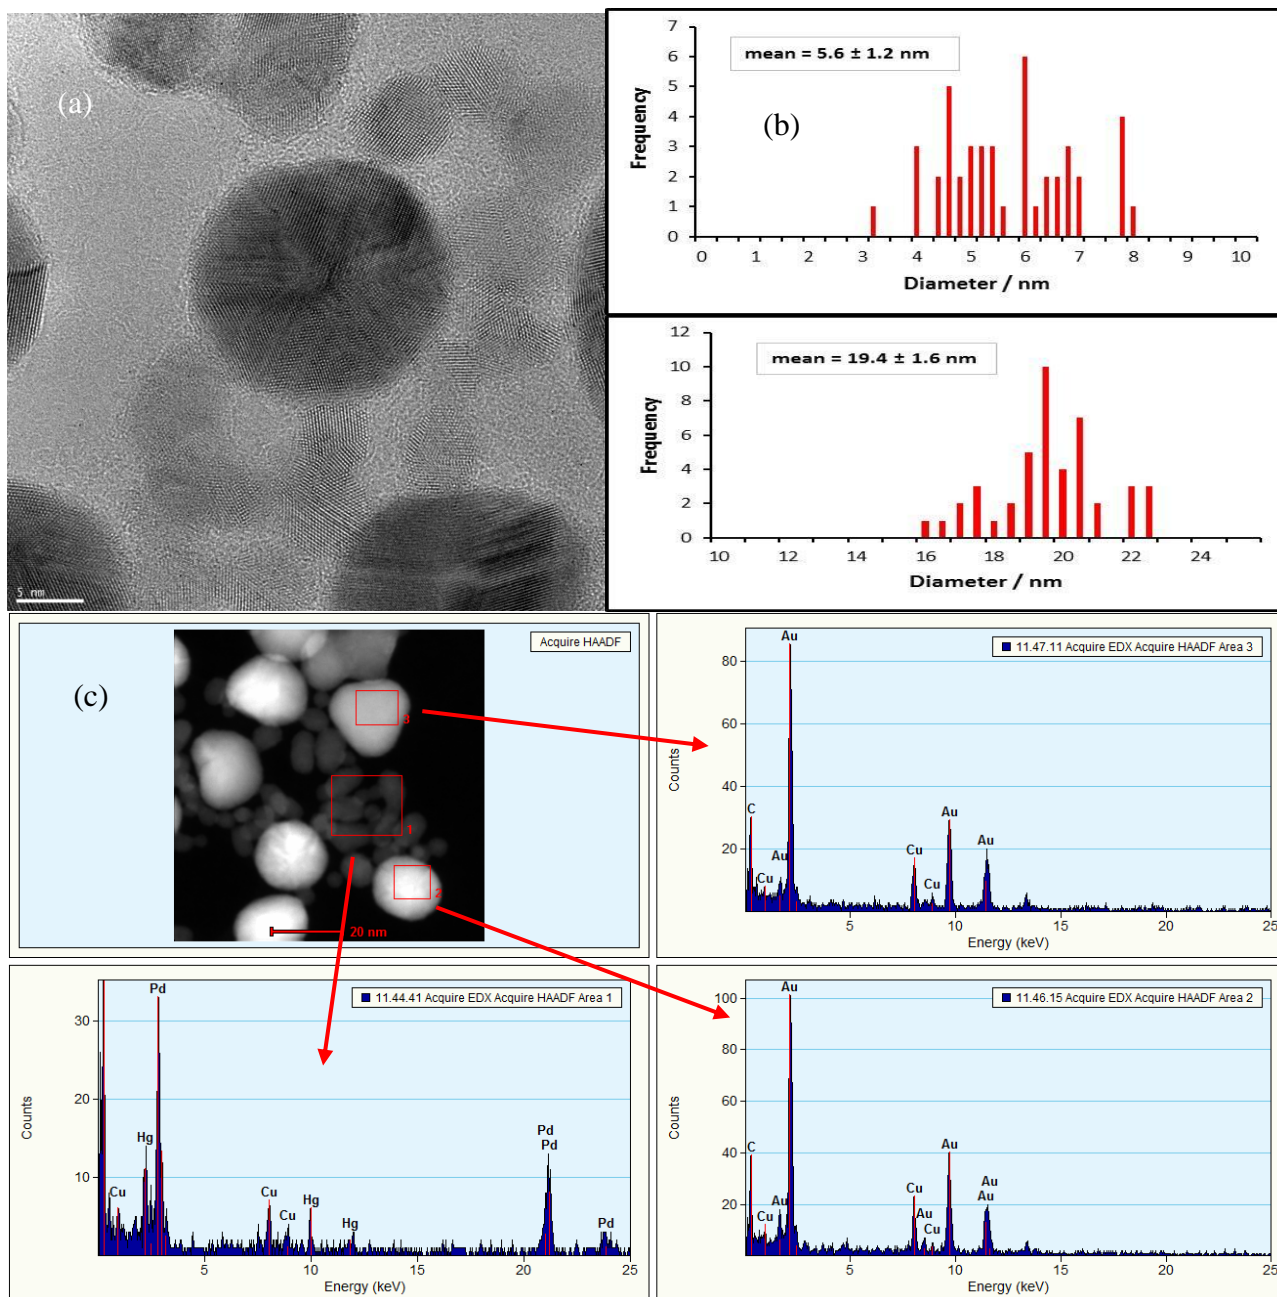 (a)
5 nm
(b)
mean = 5.6 ± 1.2 nm
Frequency
7
6
5
4
3
2
1
0
0 1 2 3 4 5 6 7 8 9 10
Diameter / nm
mean = 19.4 ± 1.6 nm
Frequency
12
10
8
6
4
2
0
10 12 14 16 18 20 22 24
Diameter / nm
(c)
Acquire HAADF
3
1
2
20 nm
11.47.11 Acquire EDX Acquire HAADF Area 3
Counts
80
60
40
20
C
Cu
Au
Au
Cu
Cu
Au
Au
5 10 15 20 25
Energy (keV)
11.44.41 Acquire EDX Acquire HAADF Area 1
Counts
30
20
10
Cu
Hg
Pd
Cu
Cu
Hg
Hg
Pd
Pd
Pd
5 10 15 20 25
Energy (keV)
11.46.15 Acquire EDX Acquire HAADF Area 2
Counts
100
80
60
40
20
C
Cu
Au
Au
Cu
Au
Cu
Au
Au
Au
5 10 15 20 25
Energy (keV)